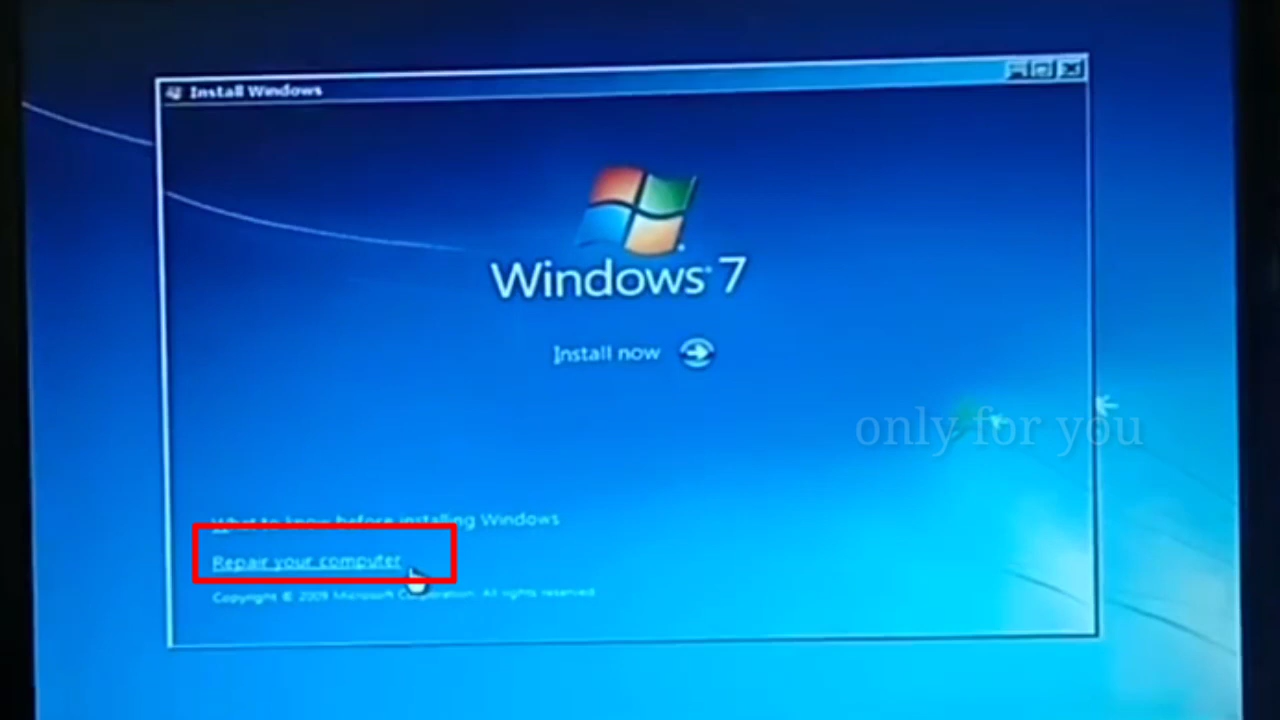 Install Windows
Windows 7
Install now
only for you
What to know before installing Windows
Repair your computer
Copyright © 2009 Microsoft Corporation. All rights reserved.